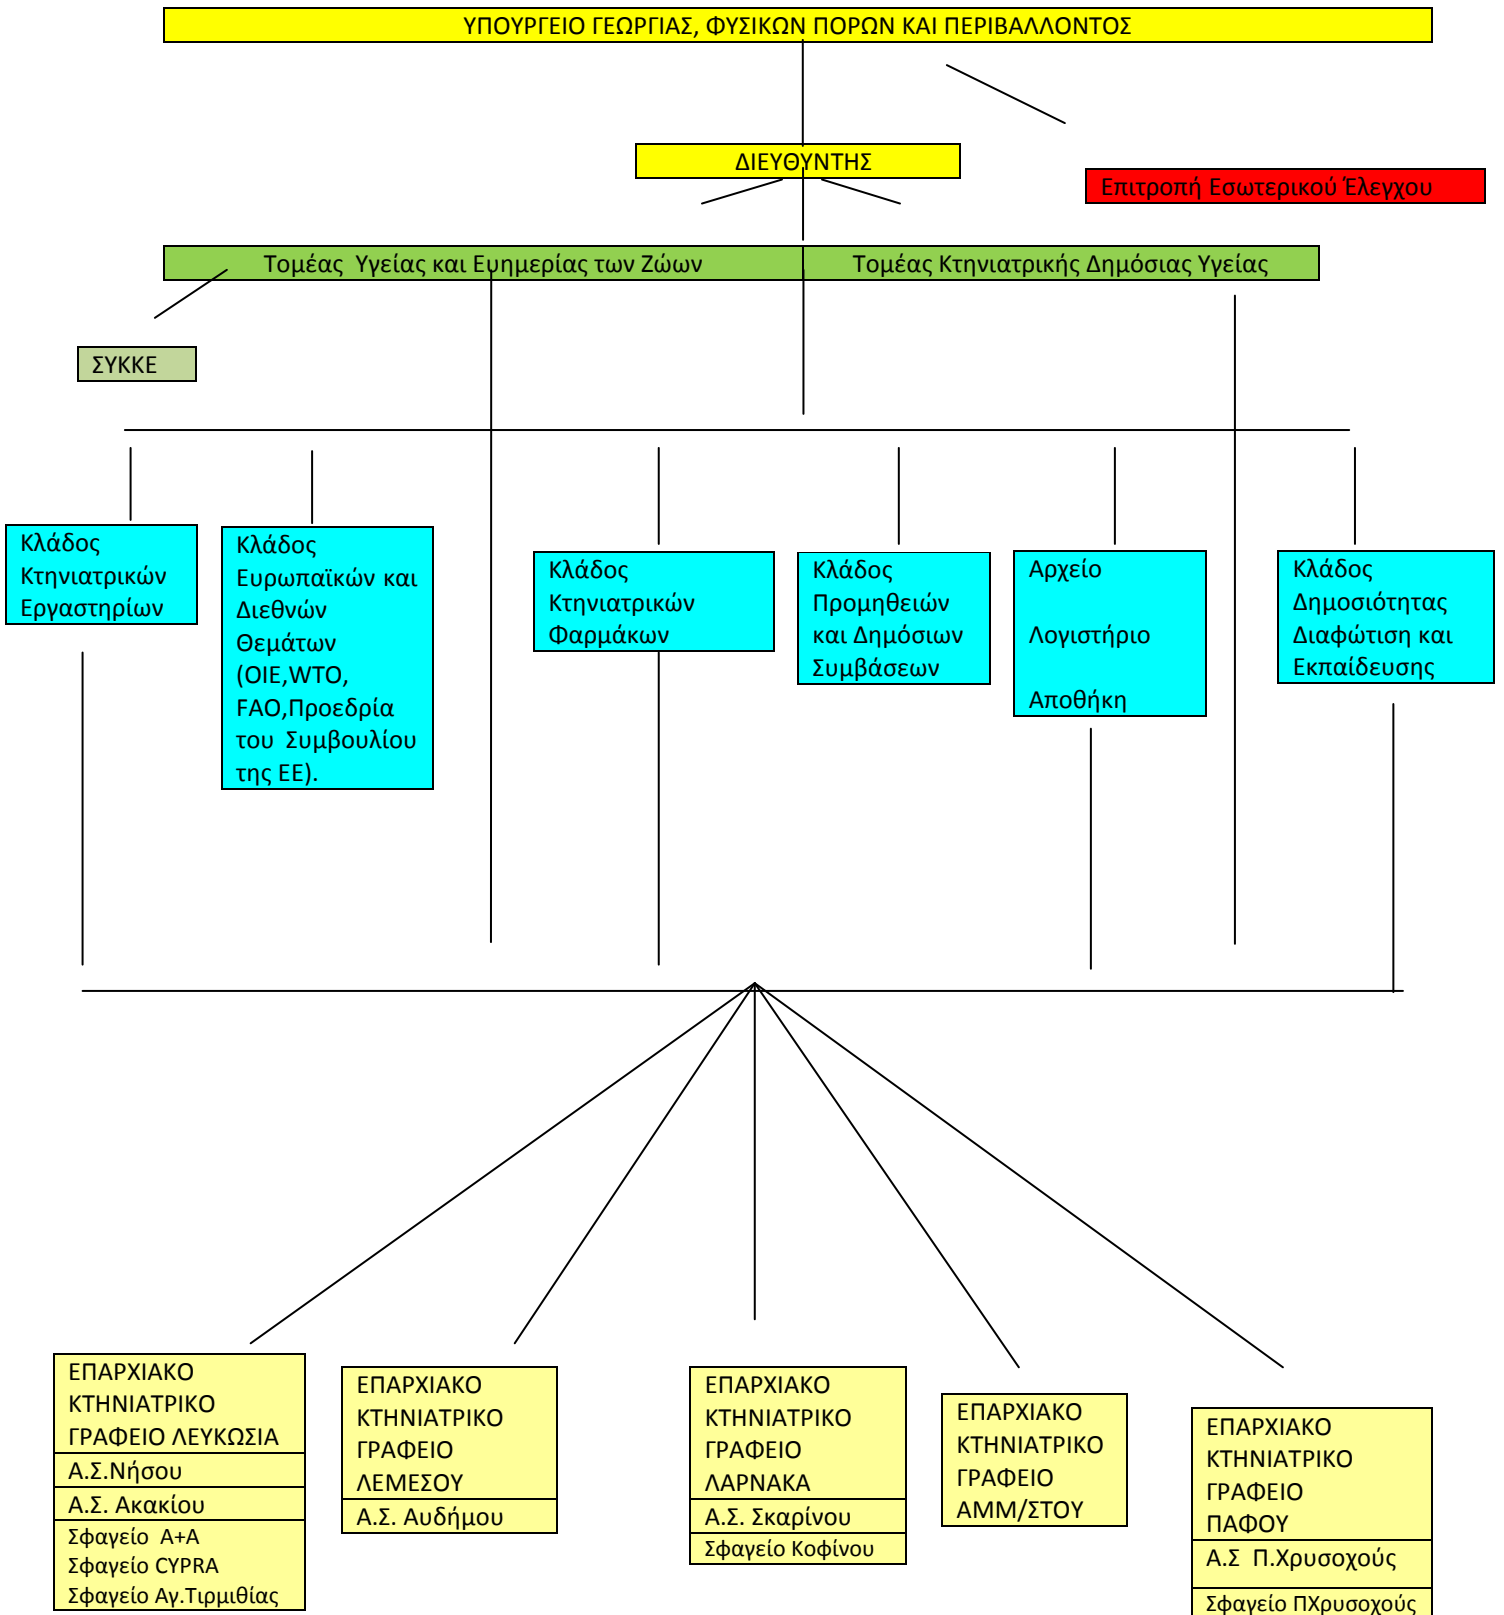 ΥΠΟΥΡΓΕΙΟ ΓΕΩΡΓΙΑΣ, ΦΥΣΙΚΩΝ ΠΟΡΩΝ ΚΑΙ ΠΕΡΙΒΑΛΛΟΝΤΟΣ
ΔΙΕΥΘΥΝΤΗΣ
Επιτροπή Εσωτερικού Έλεγχου
Τομέας Υγείας και Ευημερίας των Ζώων
Τομέας Κτηνιατρικής Δημόσιας Υγείας
ΣΥΚΚΕ
Κλάδος
Κτηνιατρικών
Εργαστηρίων
Κλάδος
Ευρωπαϊκών και
Διεθνών
Θεμάτων
(OIE,WTO,
FAO,Προεδρία
του Συμβουλίου
της ΕΕ).
Κλάδος
Κτηνιατρικών
Φαρμάκων
Κλάδος
Προμηθειών
και Δημόσιων
Συμβάσεων
Αρχείο
Λογιστήριο
Αποθήκη
Κλάδος
Δημοσιότητας
Διαφώτιση και
Εκπαίδευσης
ΕΠΑΡΧΙΑΚΟ
ΚΤΗΝΙΑΤΡΙΚΟ
ΓΡΑΦΕΙΟ ΛΕΥΚΩΣΙΑ
Α.Σ.Νήσου
Α.Σ. Ακακίου
Σφαγείο Α+Α
Σφαγείο CYPRA
Σφαγείο Αγ.Τιρμιθίας
ΕΠΑΡΧΙΑΚΟ
ΚΤΗΝΙΑΤΡΙΚΟ
ΓΡΑΦΕΙΟ
ΛΕΜΕΣΟΥ
Α.Σ. Αυδήμου
ΕΠΑΡΧΙΑΚΟ
ΚΤΗΝΙΑΤΡΙΚΟ
ΓΡΑΦΕΙΟ
ΛΑΡΝΑΚΑ
Α.Σ. Σκαρίνου
Σφαγείο Κοφίνου
ΕΠΑΡΧΙΑΚΟ
ΚΤΗΝΙΑΤΡΙΚΟ
ΓΡΑΦΕΙΟ
ΑΜΜ/ΣΤΟΥ
ΕΠΑΡΧΙΑΚΟ
ΚΤΗΝΙΑΤΡΙΚΟ
ΓΡΑΦΕΙΟ
ΠΑΦΟΥ
Α.Σ Π.Χρυσοχούς
Σφαγείο ΠΧρυσοχούς